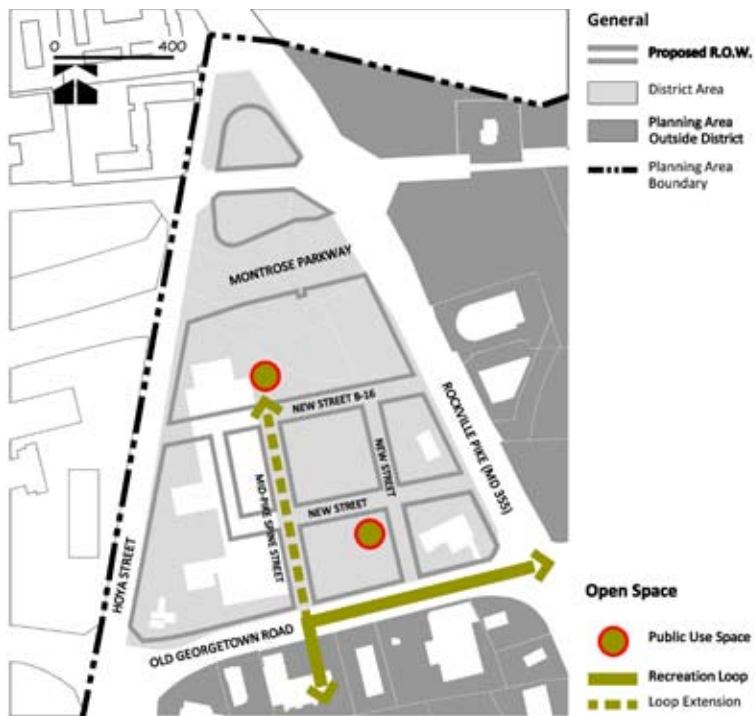 0 400
General
Proposed R.O.W.
District Area
Planning Area
Outside District
Planning Area
Boundary
MONTROSE PARKWAY
NEW STREET B-16
ROCKVILLE PIKE (MD 355)
NEW STREET
MID-PIKE SPINE STREET
NEW STREET
HOYA STREET
OLD GEORGETOWN ROAD
Open Space
Public Use Space
Recreation Loop
Loop Extension